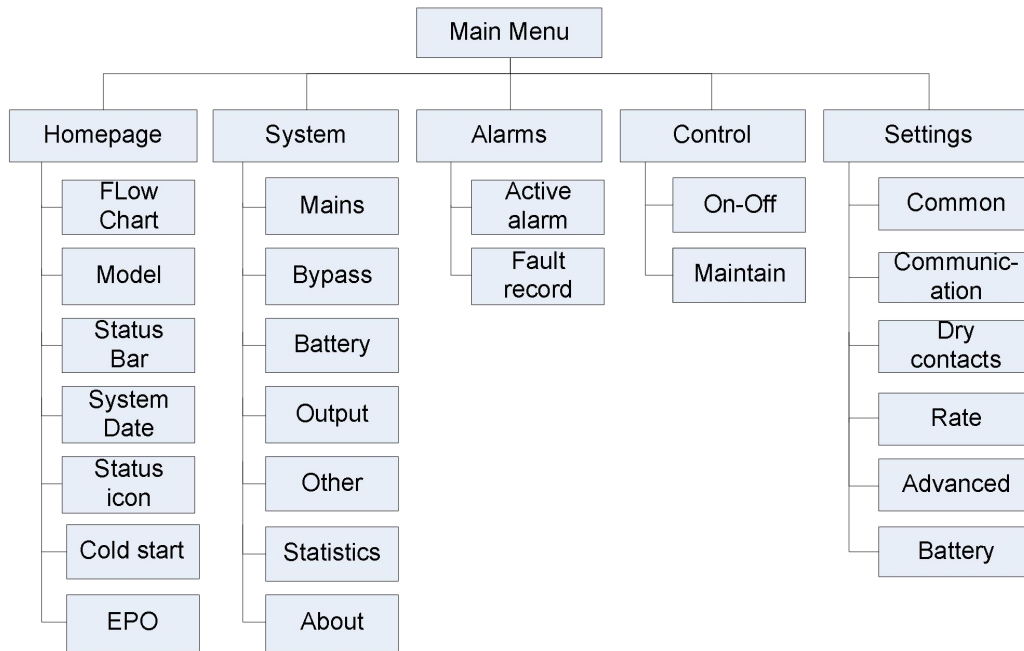 Main Menu
Homepage
System
Alarms
Control
Settings
FLow
Chart
Model
Status
Bar
System
Date
Status
icon
Cold start
EPO
Mains
Bypass
Battery
Output
Other
Statistics
About
Active
alarm
Fault
record
On-Off
Maintain
Common
Communic-
ation
Dry
contacts
Rate
Advanced
Battery